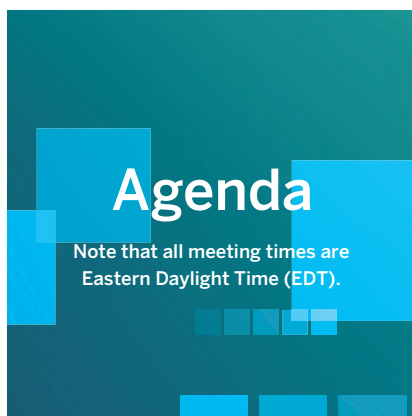 Agenda
Note that all meeting times are
Eastern Daylight Time (EDT).